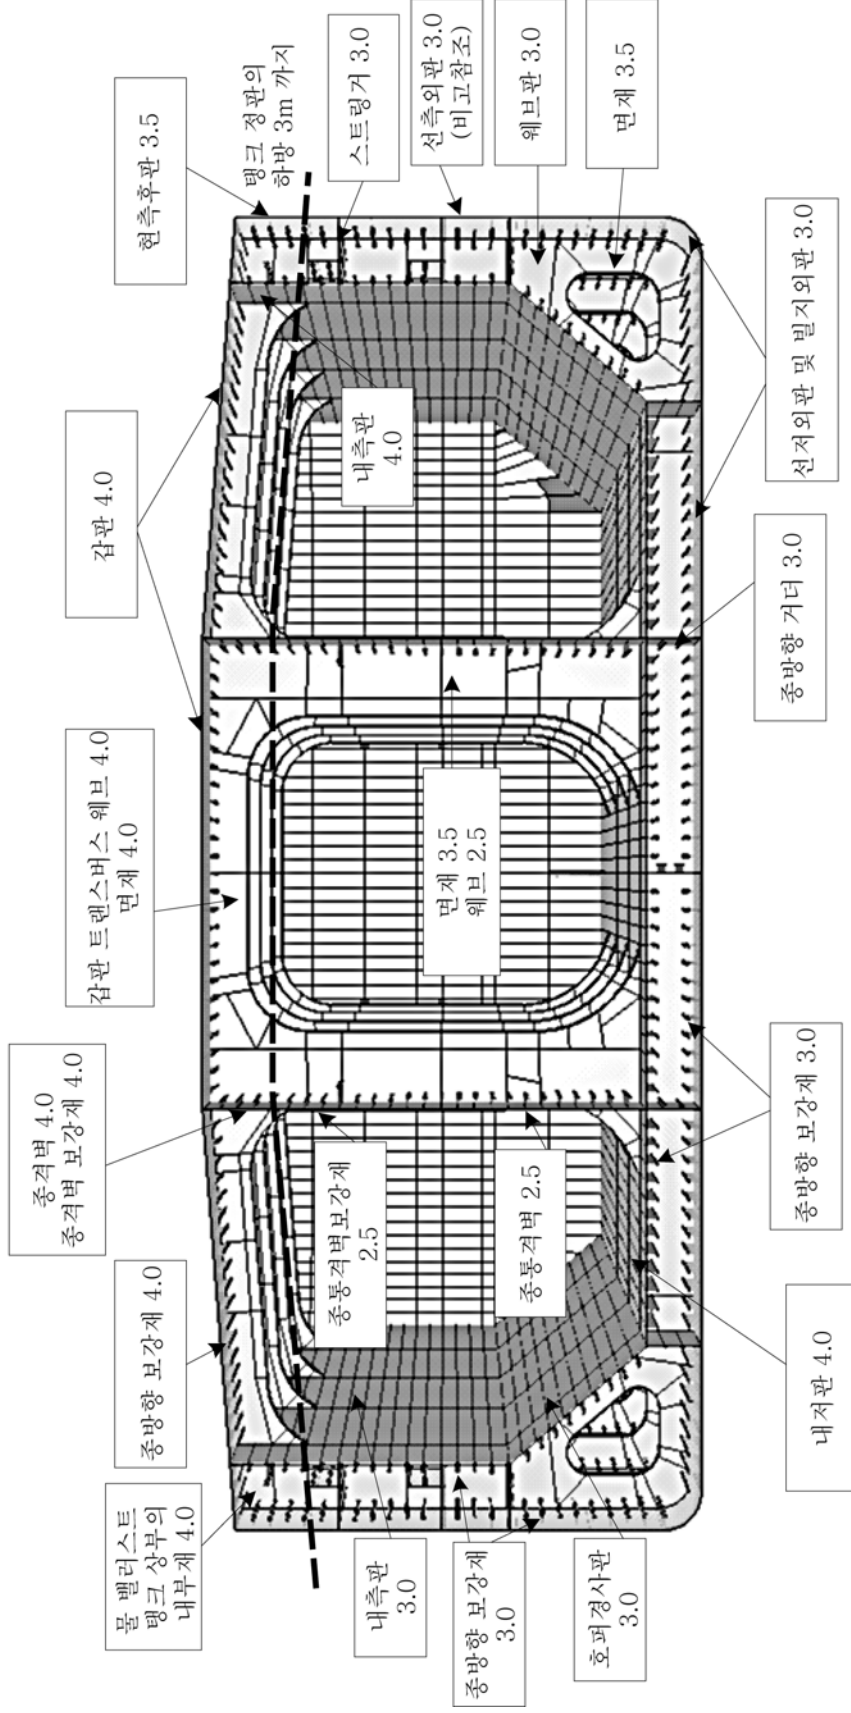 종격벽 4.0
종격벽 보강재 4.0
갑판 트랜스버스 웨브 4.0
면재 4.0
갑판 4.0
현측후판 3.5
탱크 정판의
하방 3m 까지
스트링거 3.0
선측외판 3.0
(비고참조)
웨브판 3.0
면재 3.5
종방향 보강재 4.0
물 밸러스트
탱크 상부의
내부재 4.0
종통격벽보강재
2.5
종통격벽 2.5
면재 3.5
웨브 2.5
내측판
4.0
내측판
3.0
종방향 보강재
3.0
호퍼경사판
3.0
내저판 4.0
종방향 보강재 3.0
종방향 거더 3.0
선저외판 및 빌지외판 3.0